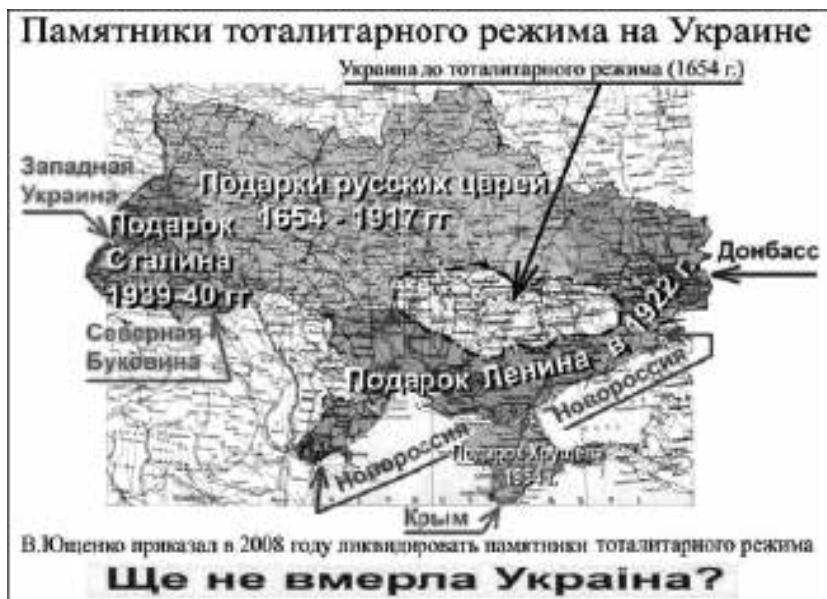 Памятники тоталитарного режима на Украине
Украина до тоталитарного режима (1654 г.)
Западная
Украина
Подарки русских царей
1654 - 1917 гг
Подарок
Сталина
1939-40 гг
Донбасс
Северная
Буковина
Подарок Ленина в 1922 г.
Новороссия
Новороссия
Подарок Хрущёва
1954 г.
Крым
В.Ющенко приказал в 2008 году ликвидировать памятники тоталитарного режима
Ще не вмерла Україна?